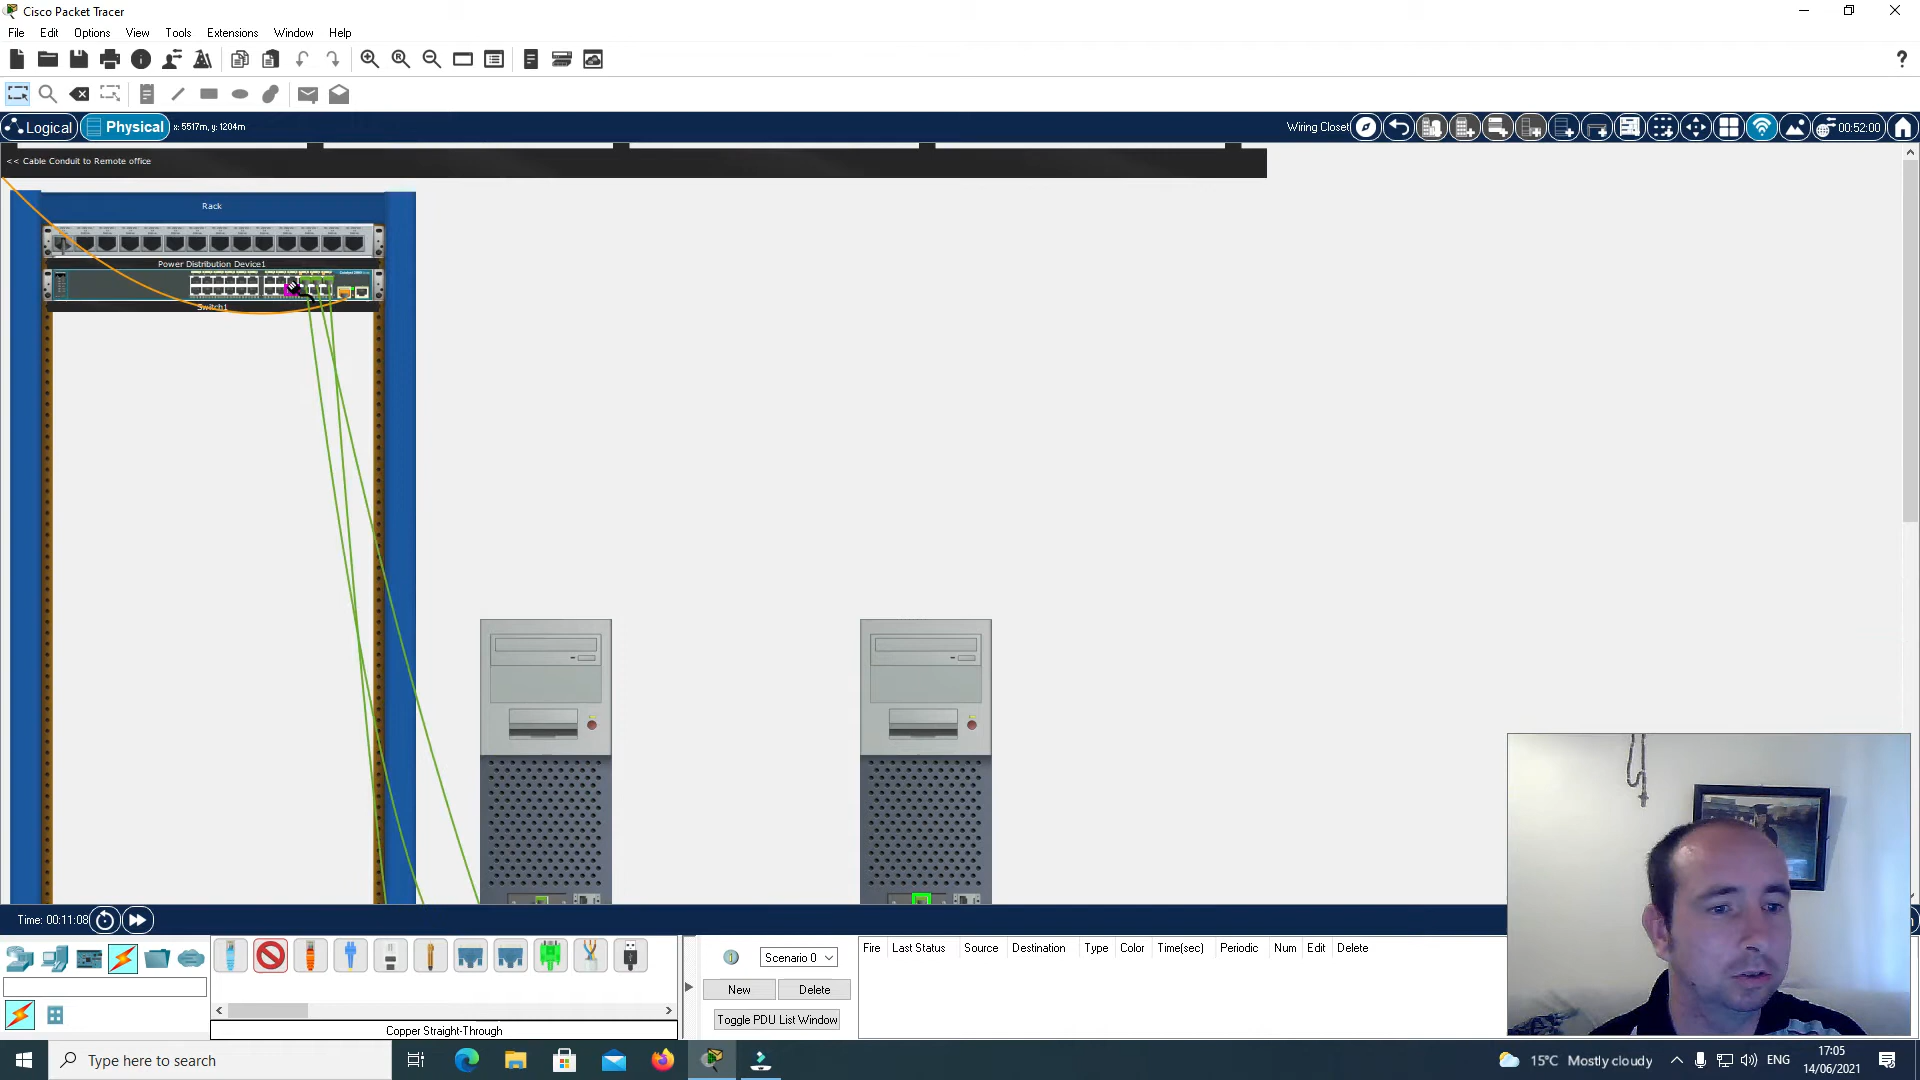 Cisco Packet Tracer
File Edit Options View Tools Extensions Window Help
Logical Physical x: 5517m, y: 1204m Wiring Closet 00:52:00
<< Cable Conduit to Remote office
Rack
Power Distribution Device1
Switch1
Time: 00:11:08
Scenario 0
New Delete
Toggle PDU List Window
Fire Last Status Source Destination Type Color Time(sec) Periodic Num Edit Delete
Copper Straight-Through
Type here to search
15°C Mostly cloudy
ENG
17:05
14/06/2021